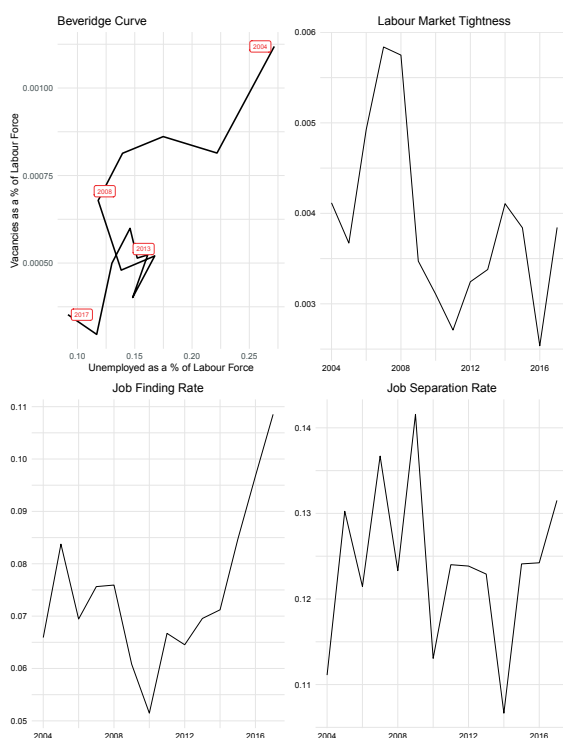 Beveridge Curve
Vacancies as a % of Labour Force
0.00100
0.00075
0.00050
2004
2008
2013
2017
0.10 0.15 0.20 0.25
Unemployed as a % of Labour Force
Labour Market Tightness
0.006
0.005
0.004
0.003
2004 2008 2012 2016
Job Finding Rate
0.11
0.10
0.09
0.08
0.07
0.06
0.05
2004 2008 2012 2016
Job Separation Rate
0.14
0.13
0.12
0.11
2004 2008 2012 2016